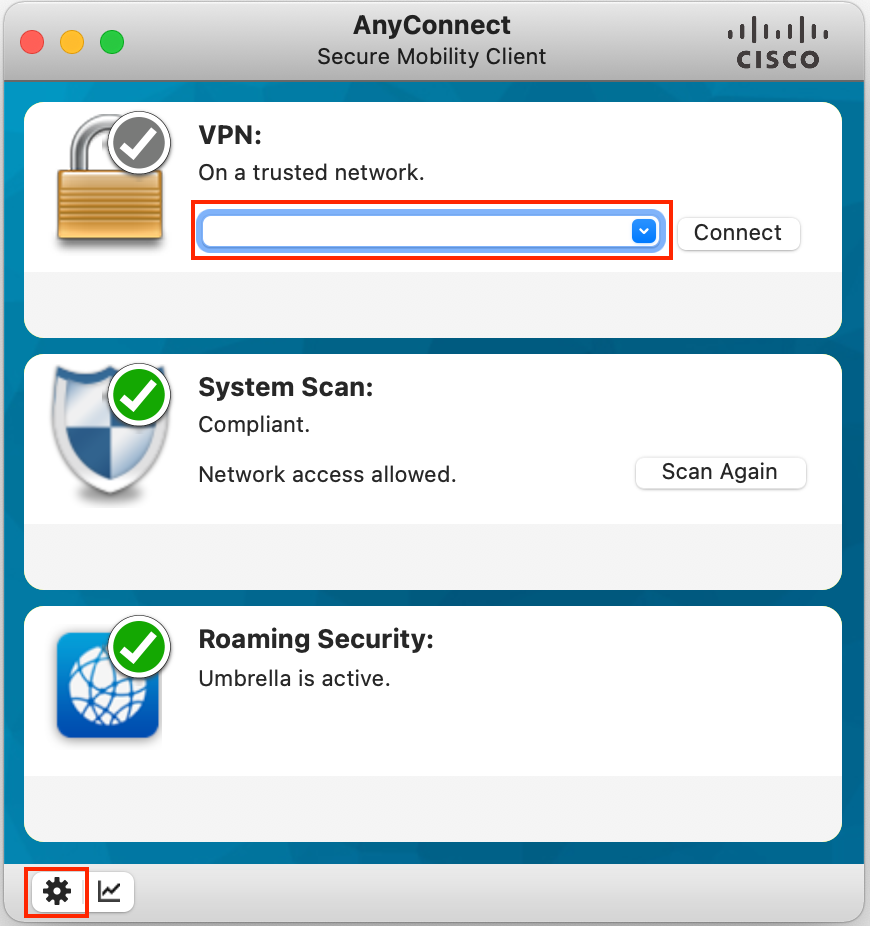 AnyConnect
Secure Mobility Client
CISCO
VPN:
On a trusted network.
Connect
System Scan:
Compliant.
Network access allowed.
Scan Again
Roaming Security:
Umbrella is active.